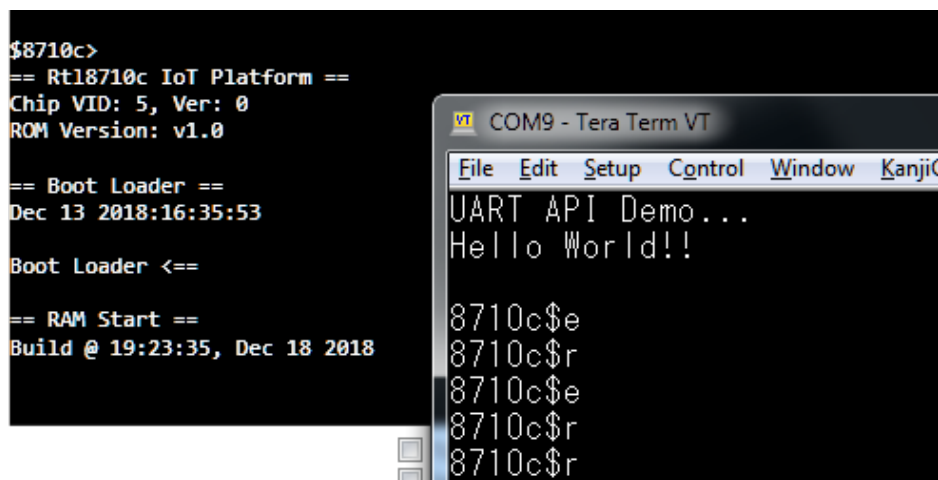 $8710c>
== Rtl8710c IoT Platform ==
Chip VID: 5, Ver: 0
ROM Version: v1.0
== Boot Loader ==
Dec 13 2018:16:35:53
Boot Loader <==
== RAM Start ==
Build @ 19:23:35, Dec 18 2018
COM9 - Tera Term VT
File Edit Setup Control Window
UART API Demo...
Hello World!!
8710c$e
8710c$r
8710c$e
8710c$r
8710c$r